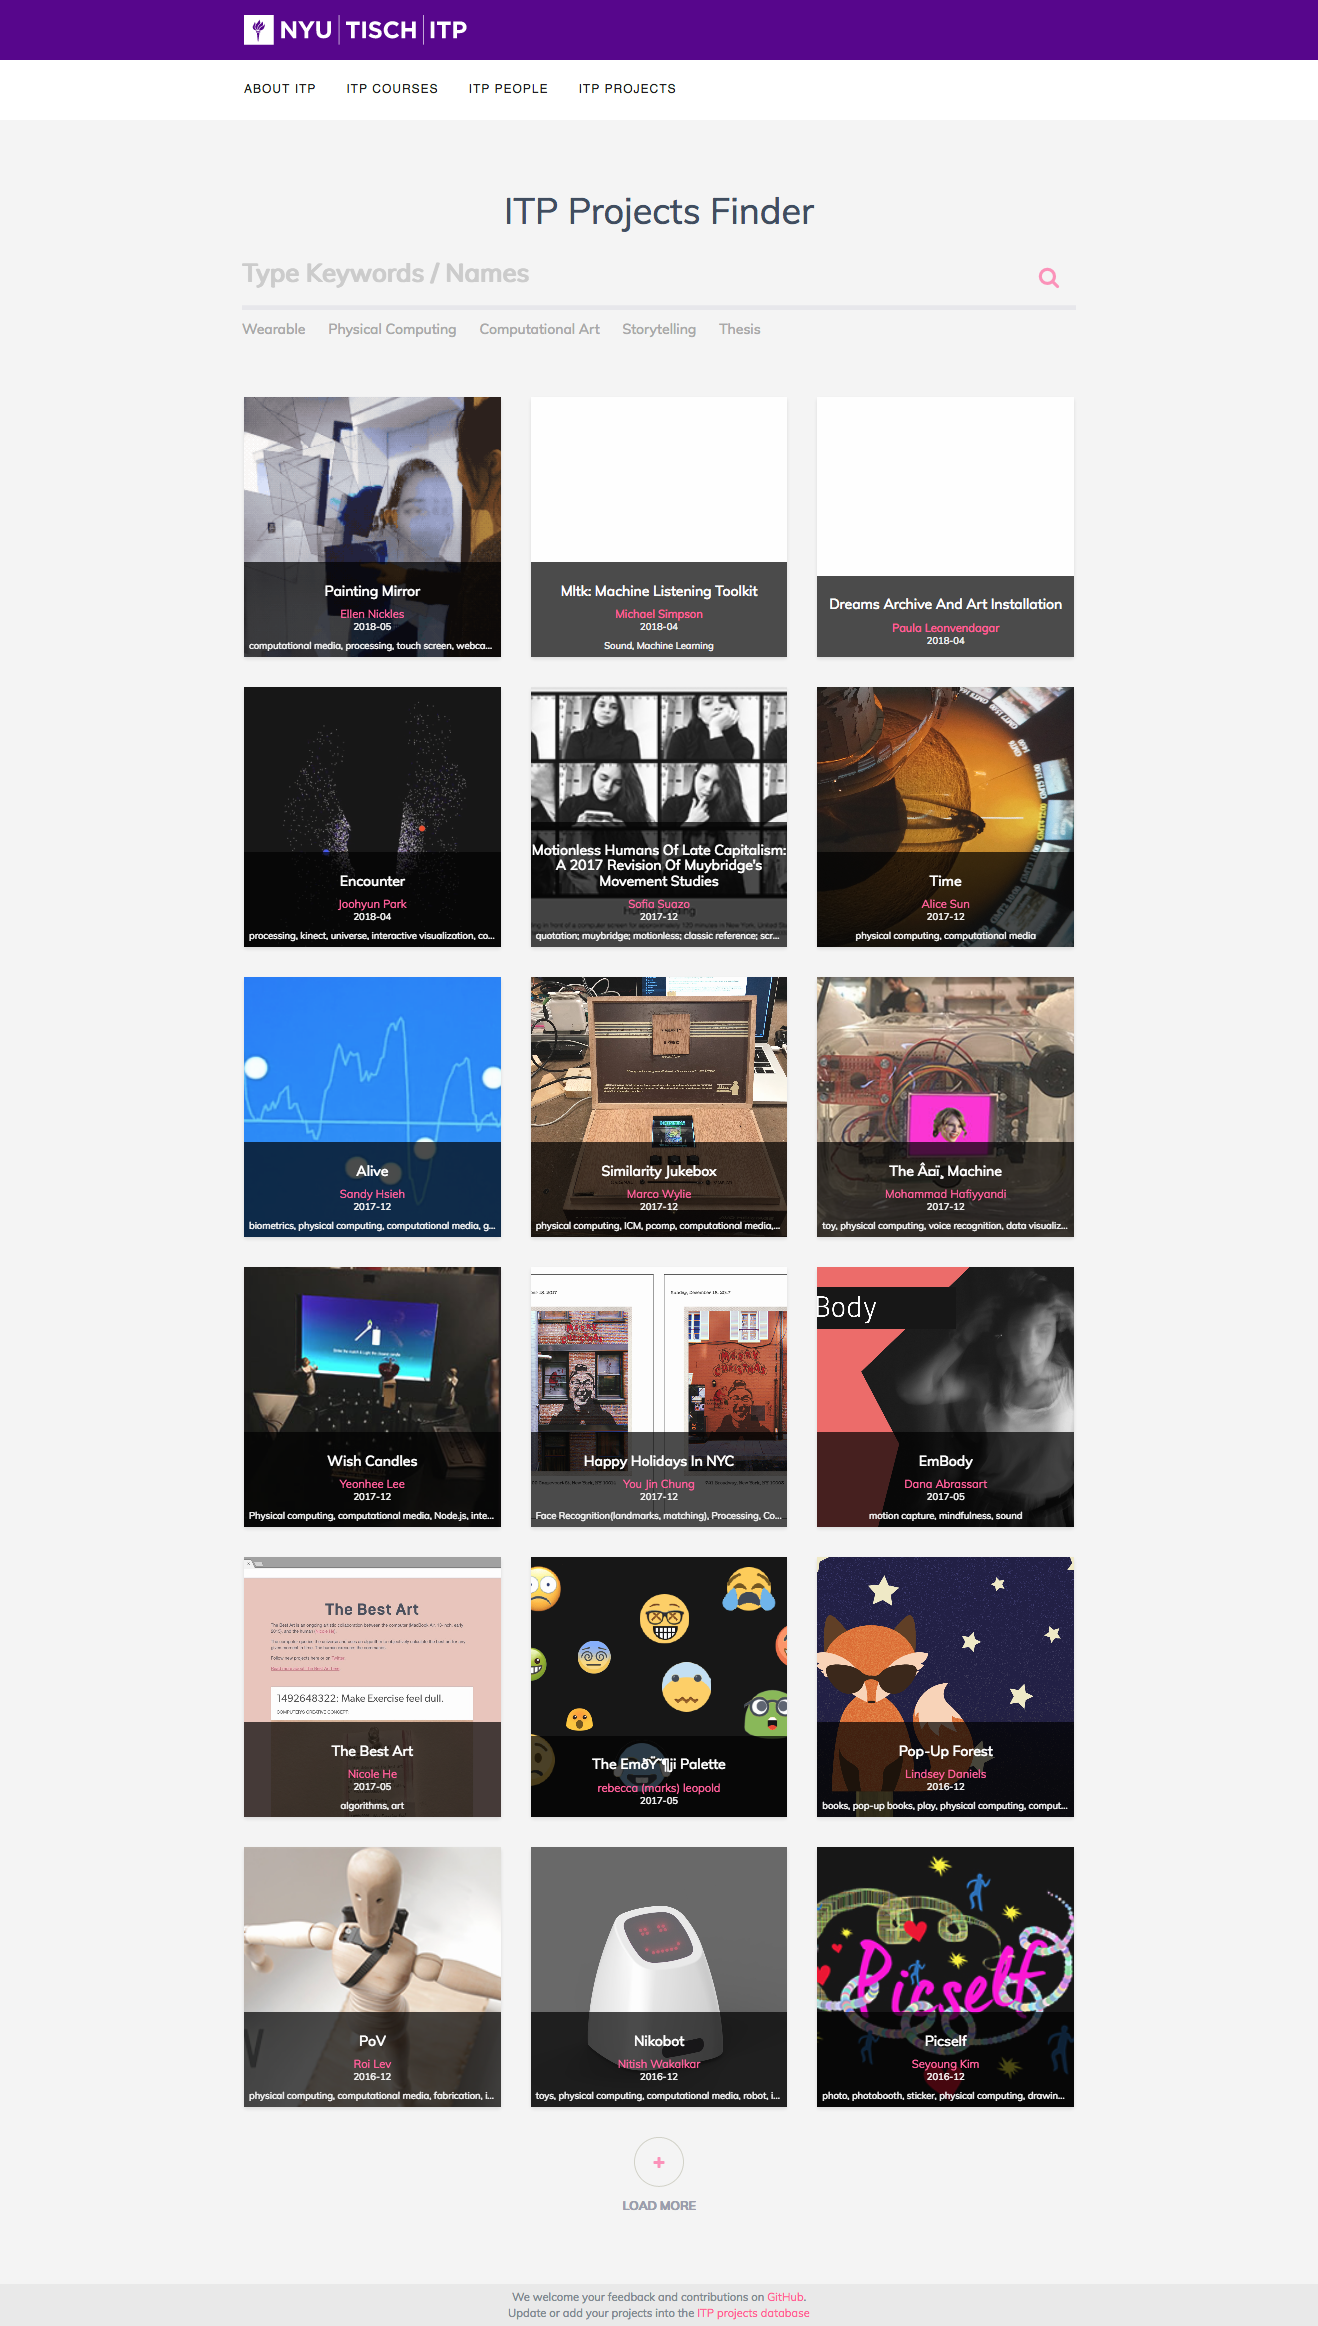 NYU | TISCH | ITP
ABOUT ITP ITP COURSES ITP PEOPLE ITP PROJECTS
ITP Projects Finder
Type Keywords / Names
Wearable Physical Computing Computational Art Storytelling Thesis
Painting Mirror
Ellen Nickles
2018-05
computational media, processing, touch screen, webca...
Mltk: Machine Listening Toolkit
Michael Simpson
2018-04
Sound, Machine Learning
Dreams Archive And Art Installation
Paula Leonvendagar
2018-04
Encounter
Joohyun Park
2018-04
processing, kinect, universe, interactive visualization, co...
Motionless Humans Of Late Capitalism:
A 2017 Revision Of Muybridge's
Movement Studies
Sofia Suazo
2017-12
quotation; muybridge; motionless; classic reference; scr...
Time
Alice Sun
2017-12
physical computing, computational media
Alive
Sandy Hsieh
2017-12
biometrics, physical computing, computational media, g...
Similarity Jukebox
Marco Wylie
2017-12
physical computing, ICM, pcomp, computational media,...
The Â¤ï¸ Machine
Mohammad Hafiyyandi
2017-12
toy, physical computing, voice recognition, data visualiz...
Wish Candles
Yeonhee Lee
2017-12
Physical computing, computational media, Node.js, inte...
Happy Holidays In NYC
You Jin Chung
2017-12
Face Recognition(landmarks, matching), Processing, Co...
Body
EmBody
Dana Abrassart
2017-05
motion capture, mindfulness, sound
The Best Art
1492648322: Make Exercise feel dull.
COMPUTER'S CREATIVE CONCEPT
The Best Art
Nicole He
2017-05
algorithms, art
The EmðŸ˜¶ji Palette
rebecca (marks) leopold
2017-05
Pop-Up Forest
Lindsey Daniels
2016-12
books, pop-up books, play, physical computing, comput...
PoV
Roi Lev
2016-12
physical computing, computational media, fabrication, i...
Nikobot
Nitish Wakalkar
2016-12
toys, physical computing, computational media, robot, i...
Picself
Picself
Seyoung Kim
2016-12
photo, photobooth, sticker, physical computing, drawin...
LOAD MORE
We welcome your feedback and contributions on GitHub.
Update or add your projects into the ITP projects database